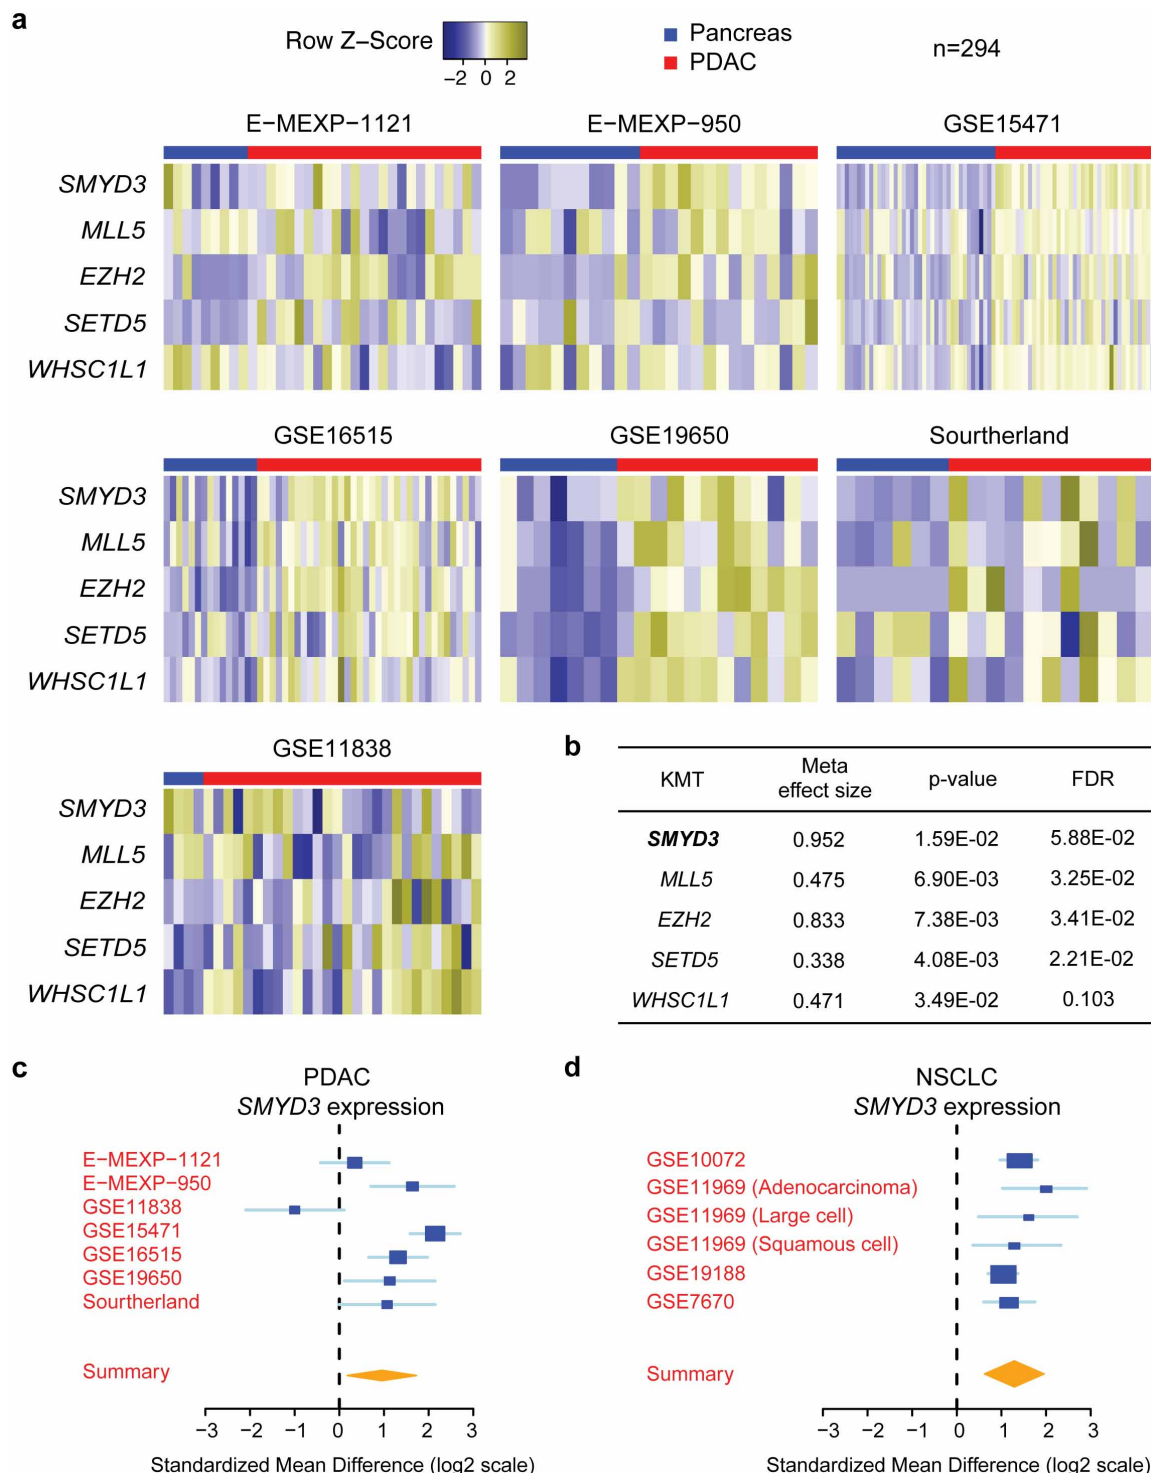 a
Row Z−Score
−2 0 2
Pancreas
PDAC
n=294
E−MEXP−1121
E−MEXP−950
GSE15471
SMYD3
MLL5
EZH2
SETD5
WHSC1L1
GSE16515
GSE19650
Sourtherland
SMYD3
MLL5
EZH2
SETD5
WHSC1L1
GSE11838
SMYD3
MLL5
EZH2
SETD5
WHSC1L1
b
KMT Meta effect size p-value FDR
SMYD3 0.952 1.59E−02 5.88E−02
MLL5 0.475 6.90E−03 3.25E−02
EZH2 0.833 7.38E−03 3.41E−02
SETD5 0.338 4.08E−03 2.21E−02
WHSC1L1 0.471 3.49E−02 0.103
c
PDAC
SMYD3 expression
E−MEXP−1121
E−MEXP−950
GSE11838
GSE15471
GSE16515
GSE19650
Sourtherland
Summary
−3 −2 −1 0 1 2 3
Standardized Mean Difference (log2 scale)
d
NSCLC
SMYD3 expression
GSE10072
GSE11969 (Adenocarcinoma)
GSE11969 (Large cell)
GSE11969 (Squamous cell)
GSE19188
GSE7670
Summary
−3 −2 −1 0 1 2 3
Standardized Mean Difference (log2 scale)